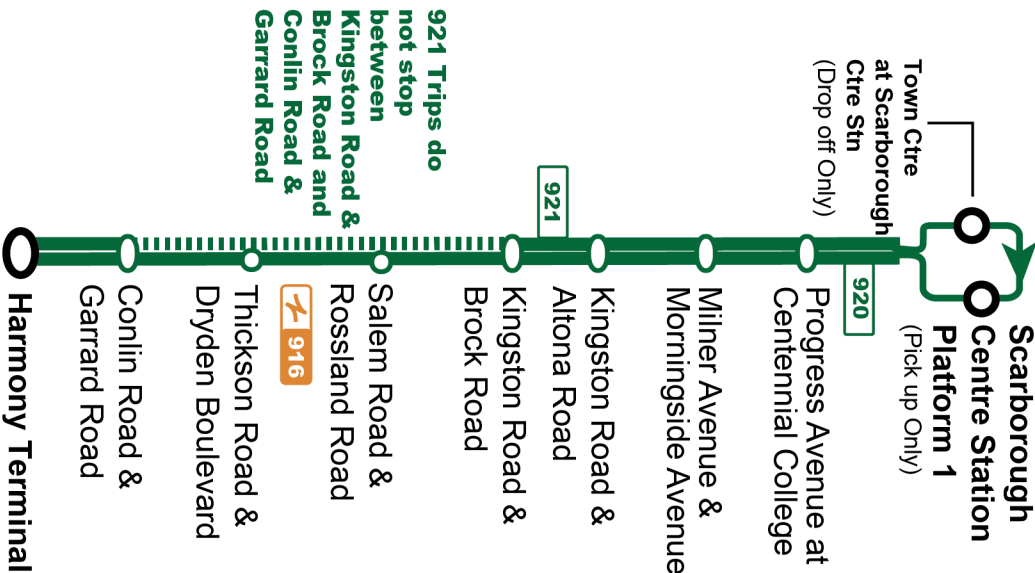 Scarborough
Centre Station
Platform 1
(Pick up Only)
Town Ctre
at Scarborough
Ctre Stn
(Drop off Only)
920
Progress Avenue at
Centennial College
Milner Avenue &
Morningside Avenue
Kingston Road &
Altona Road
921
Kingston Road &
Brock Road
921 Trips do
not stop
between
Kingston Road &
Brock Road and
Conlin Road &
Garrard Road
Salem Road &
Rossland Road
916
Thickson Road &
Dryden Boulevard
Conlin Road &
Garrard Road
Harmony Terminal